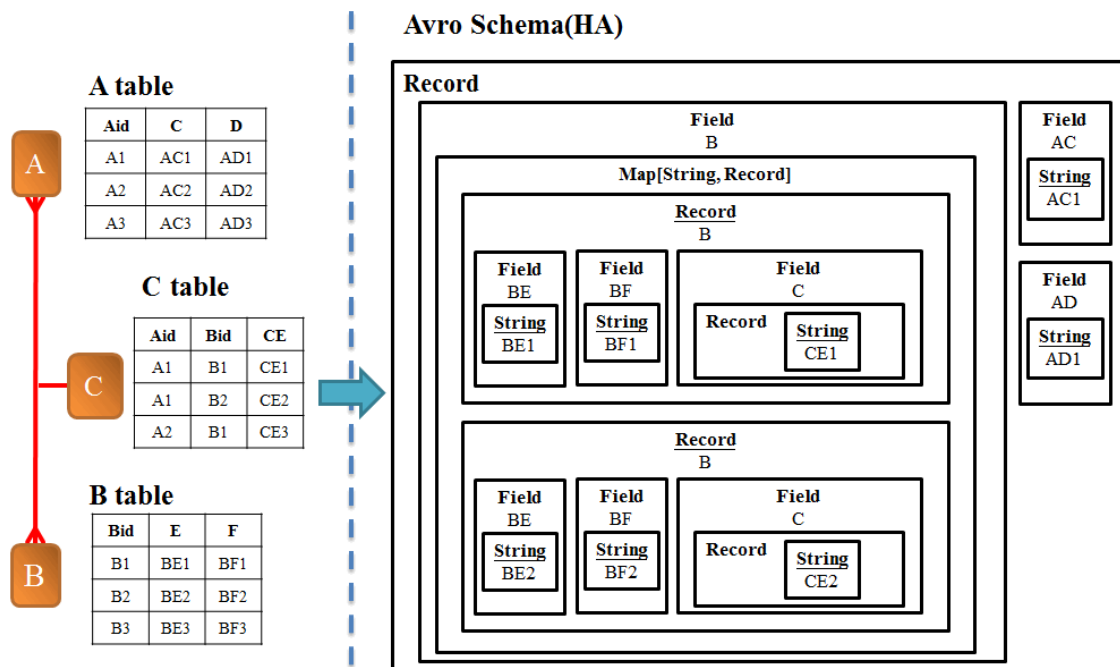 Avro Schema(HA)
A table
Aid C D
A1 AC1 AD1
A2 AC2 AD2
A3 AC3 AD3
A
C table
Aid Bid CE
A1 B1 CE1
A1 B2 CE2
A2 B1 CE3
C
B table
Bid E F
B1 BE1 BF1
B2 BE2 BF2
B3 BE3 BF3
B
Record
Field
B
Map[String, Record]
Record
B
Field
BE
String
BE1
Field
BF
String
BF1
Field
C
Record
String
CE1
Record
B
Field
BE
String
BE2
Field
BF
String
BF2
Field
C
Record
String
CE2
Field
AC
String
AC1
Field
AD
String
AD1